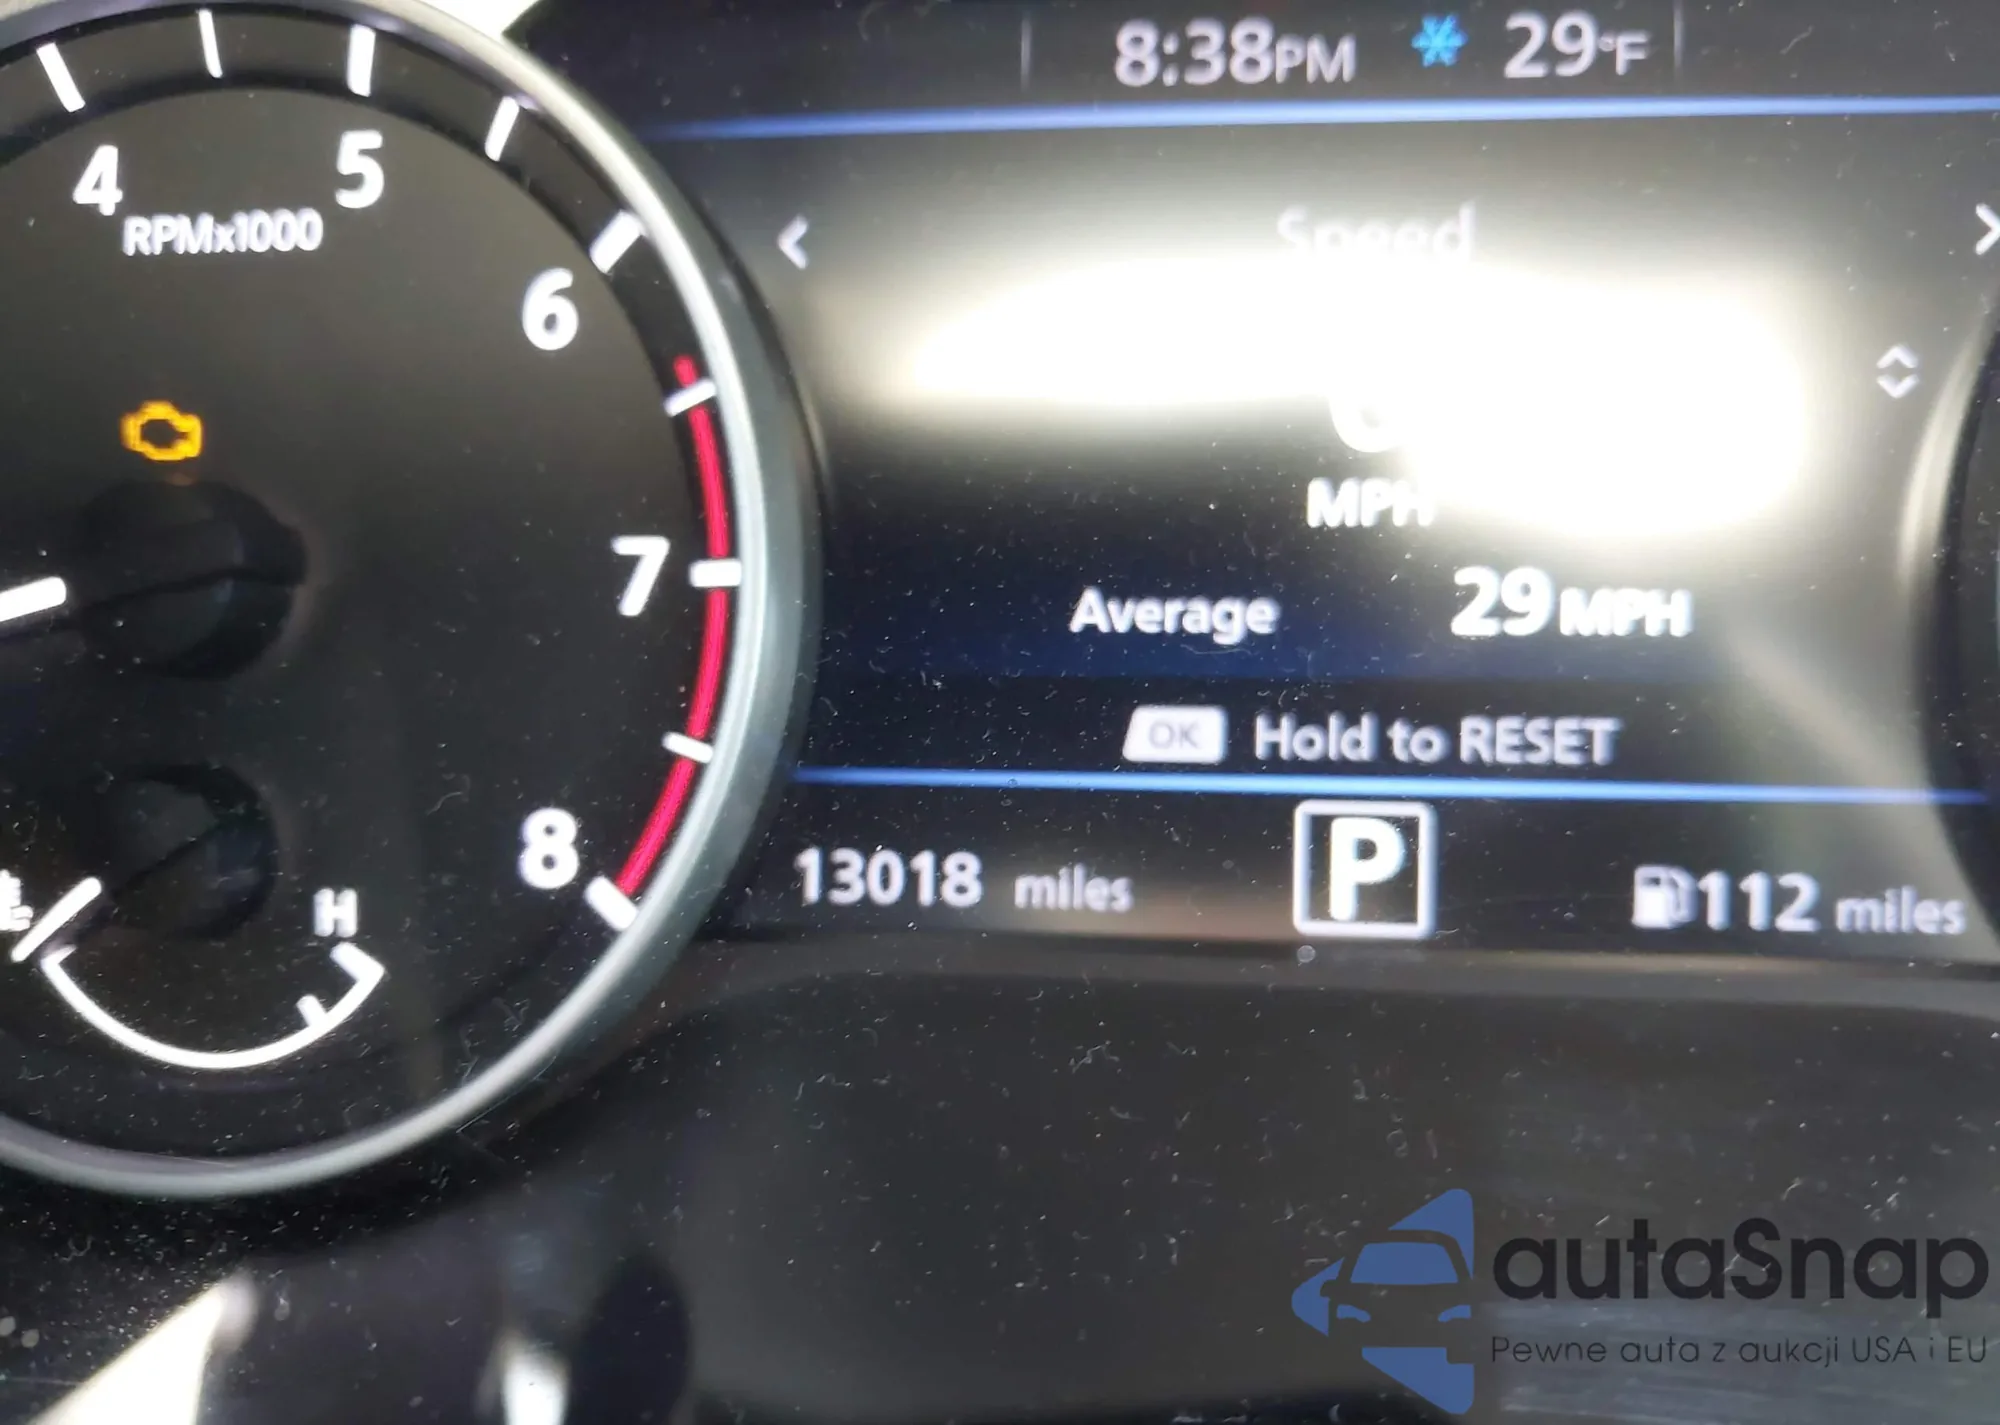 8:38PM 29°F
4
5
RPMx1000
6
7
8
H
< Speed >
MPH
Average 29 MPH
OK Hold to RESET
13018 miles P 112 miles
autaSnap
Pewne auta z aukcji USA i EU